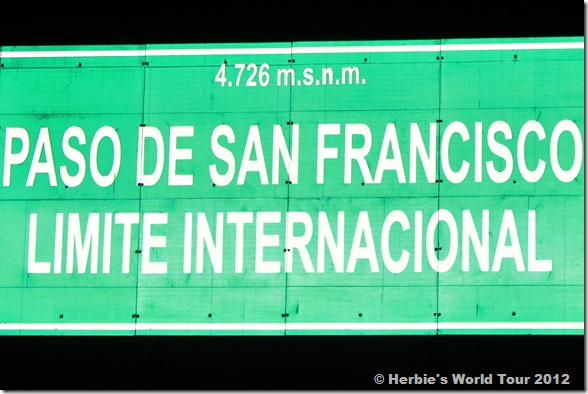 4.726 m.s.n.m.
PASO DE SAN FRANCISCO
LIMITE INTERNACIONAL
© Herbie's World Tour 2012